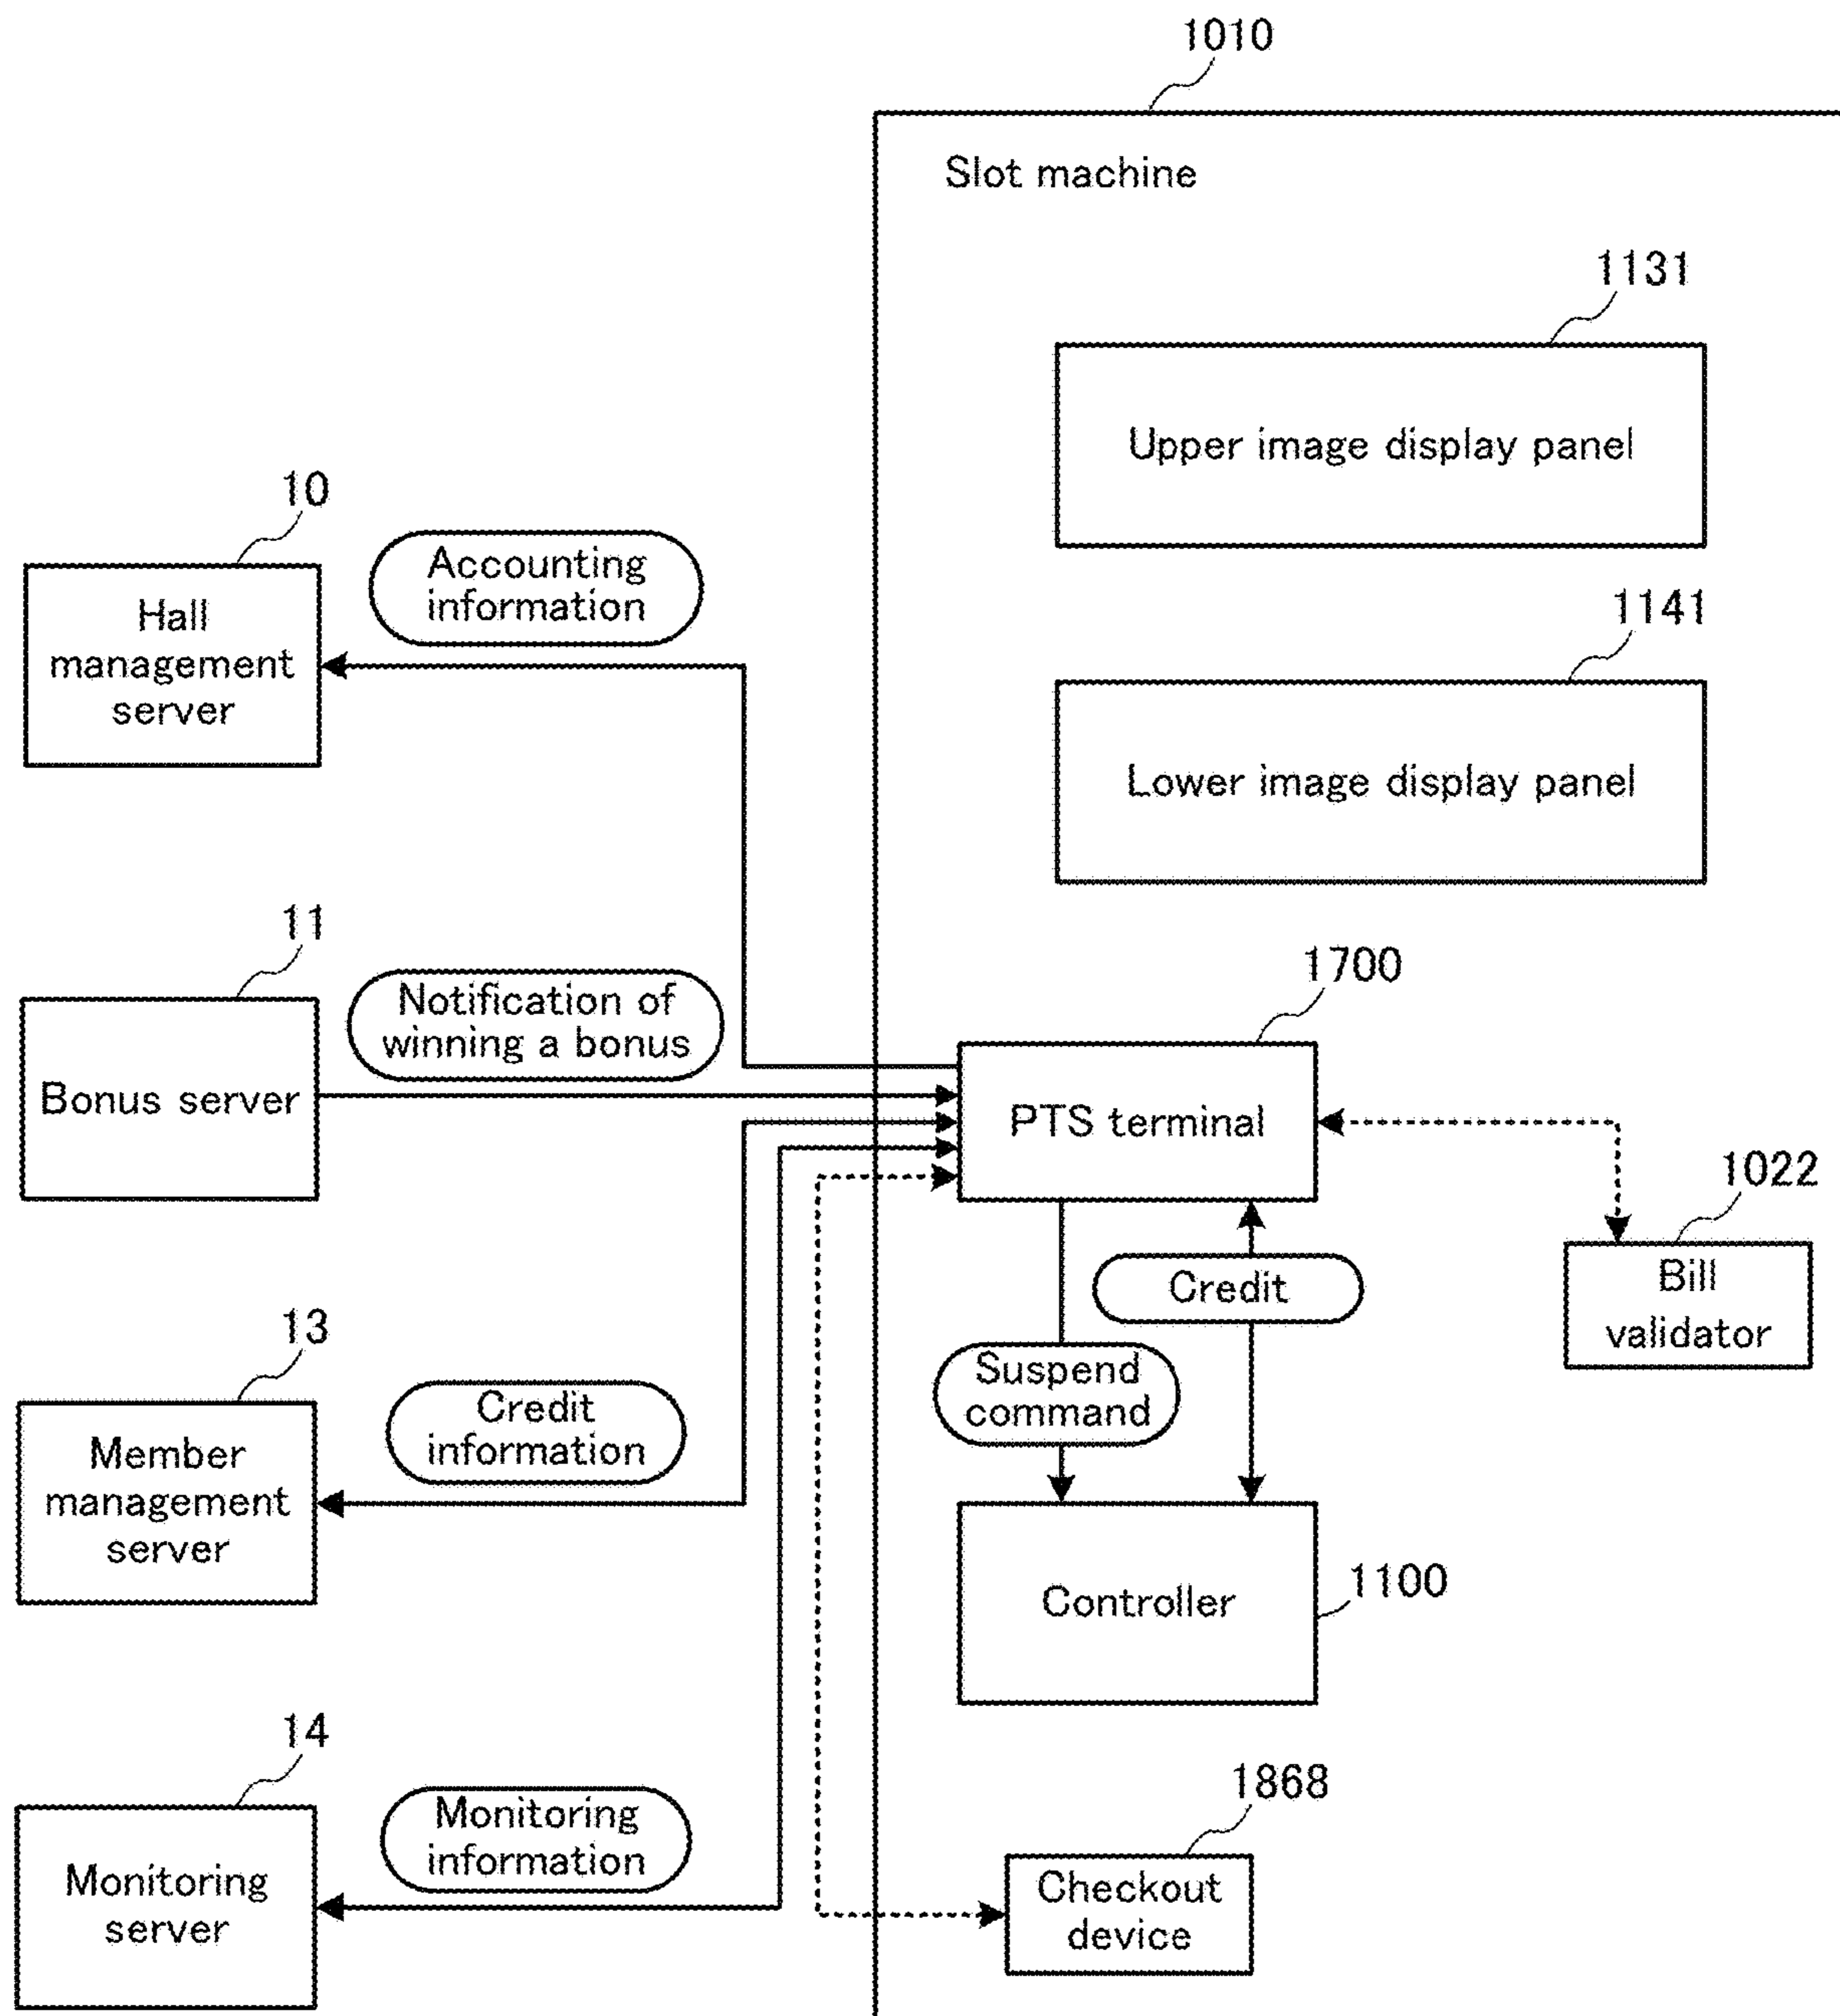 1010
Slot machine
1131
Upper image display panel
1141
Lower image display panel
10
Hall
management
server
Accounting
information
11
Bonus server
Notification of
winning a bonus
1700
PTS terminal
1022
Bill
validator
Credit
Suspend
command
13
Member
management
server
Credit
information
Controller
1100
14
Monitoring
server
Monitoring
information
1868
Checkout
device